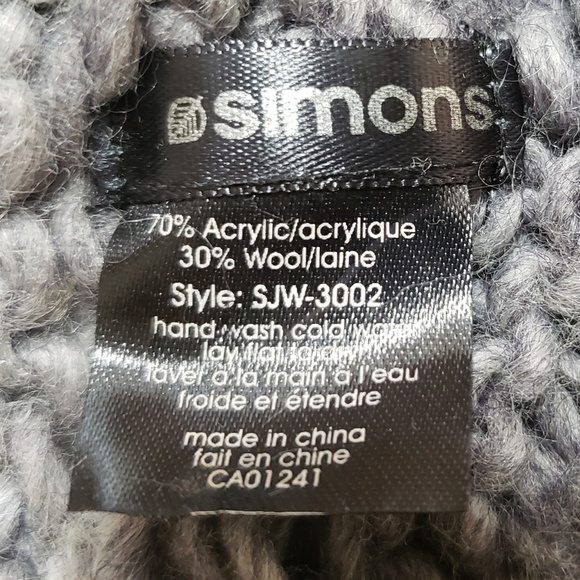 simons
70% Acrylic/acrylique
30% Wool/laine
Style: SJW-3002
hand wash cold water
lay flat to dry
laver à la main à l'eau
froide et étendre
made in china
fait en chine
CA01241